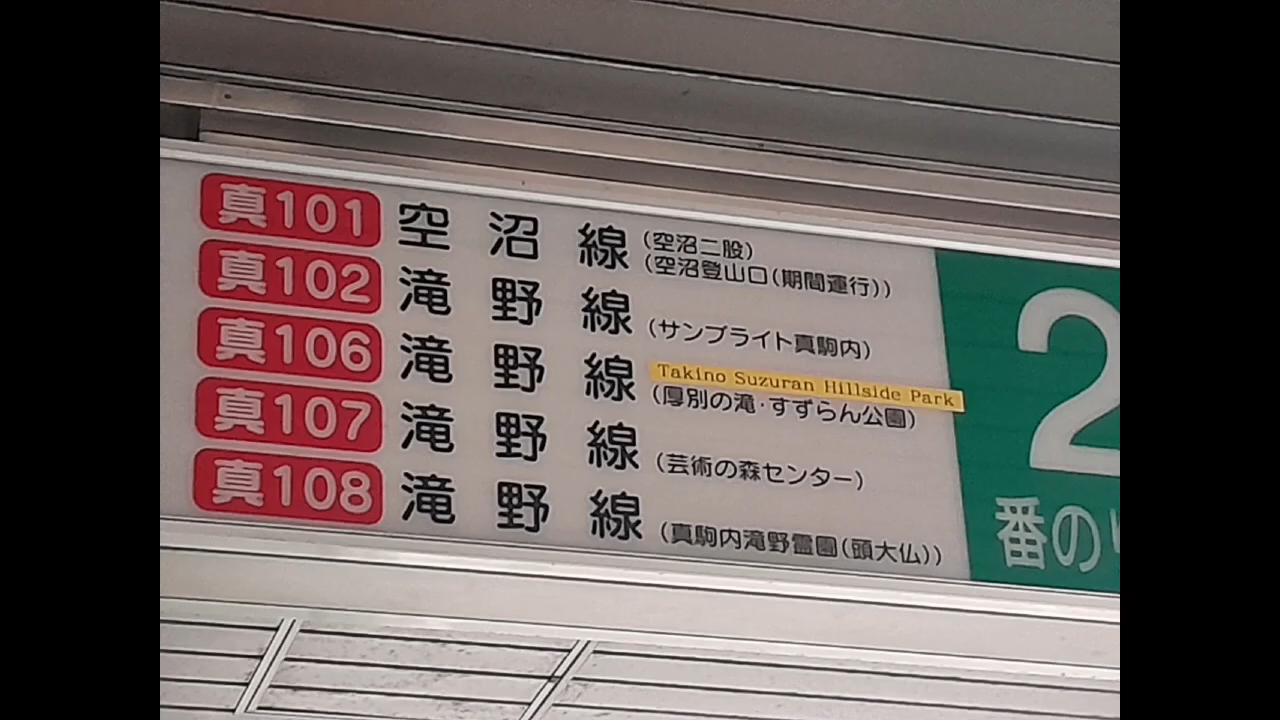 真101 空沼線 (空沼二股)
(空沼登山口(期間運行))
真102 滝野線 (サンブライト真駒内)
Takino Suzuran Hillside Park
真106 滝野線 (厚別の滝・すずらん公園)
真107 滝野線 (芸術の森センター)
真108 滝野線 (真駒内滝野霊園(頭大仏))
2
番の